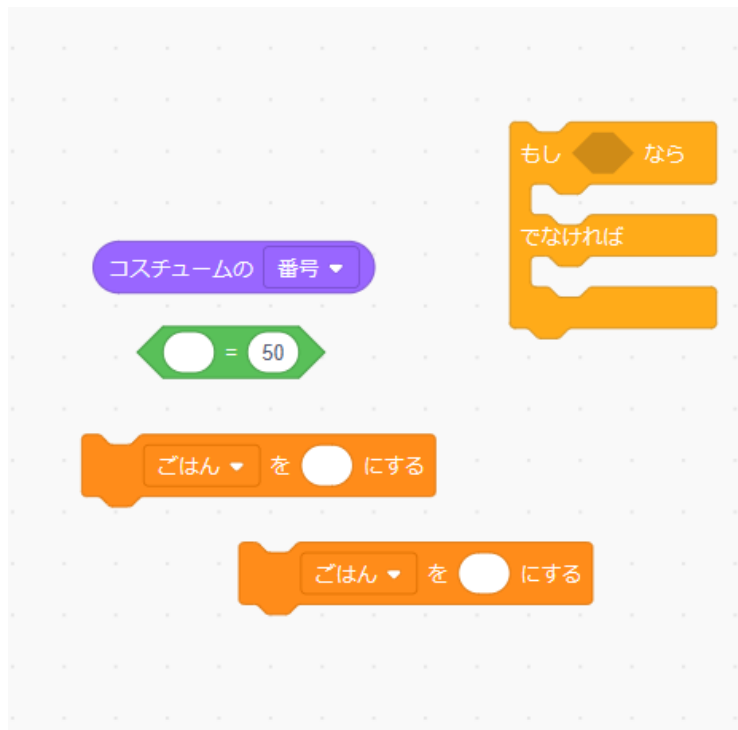 もし なら
でなければ
コスチュームの 番号
= 50
ごはん を にする
ごはん を にする